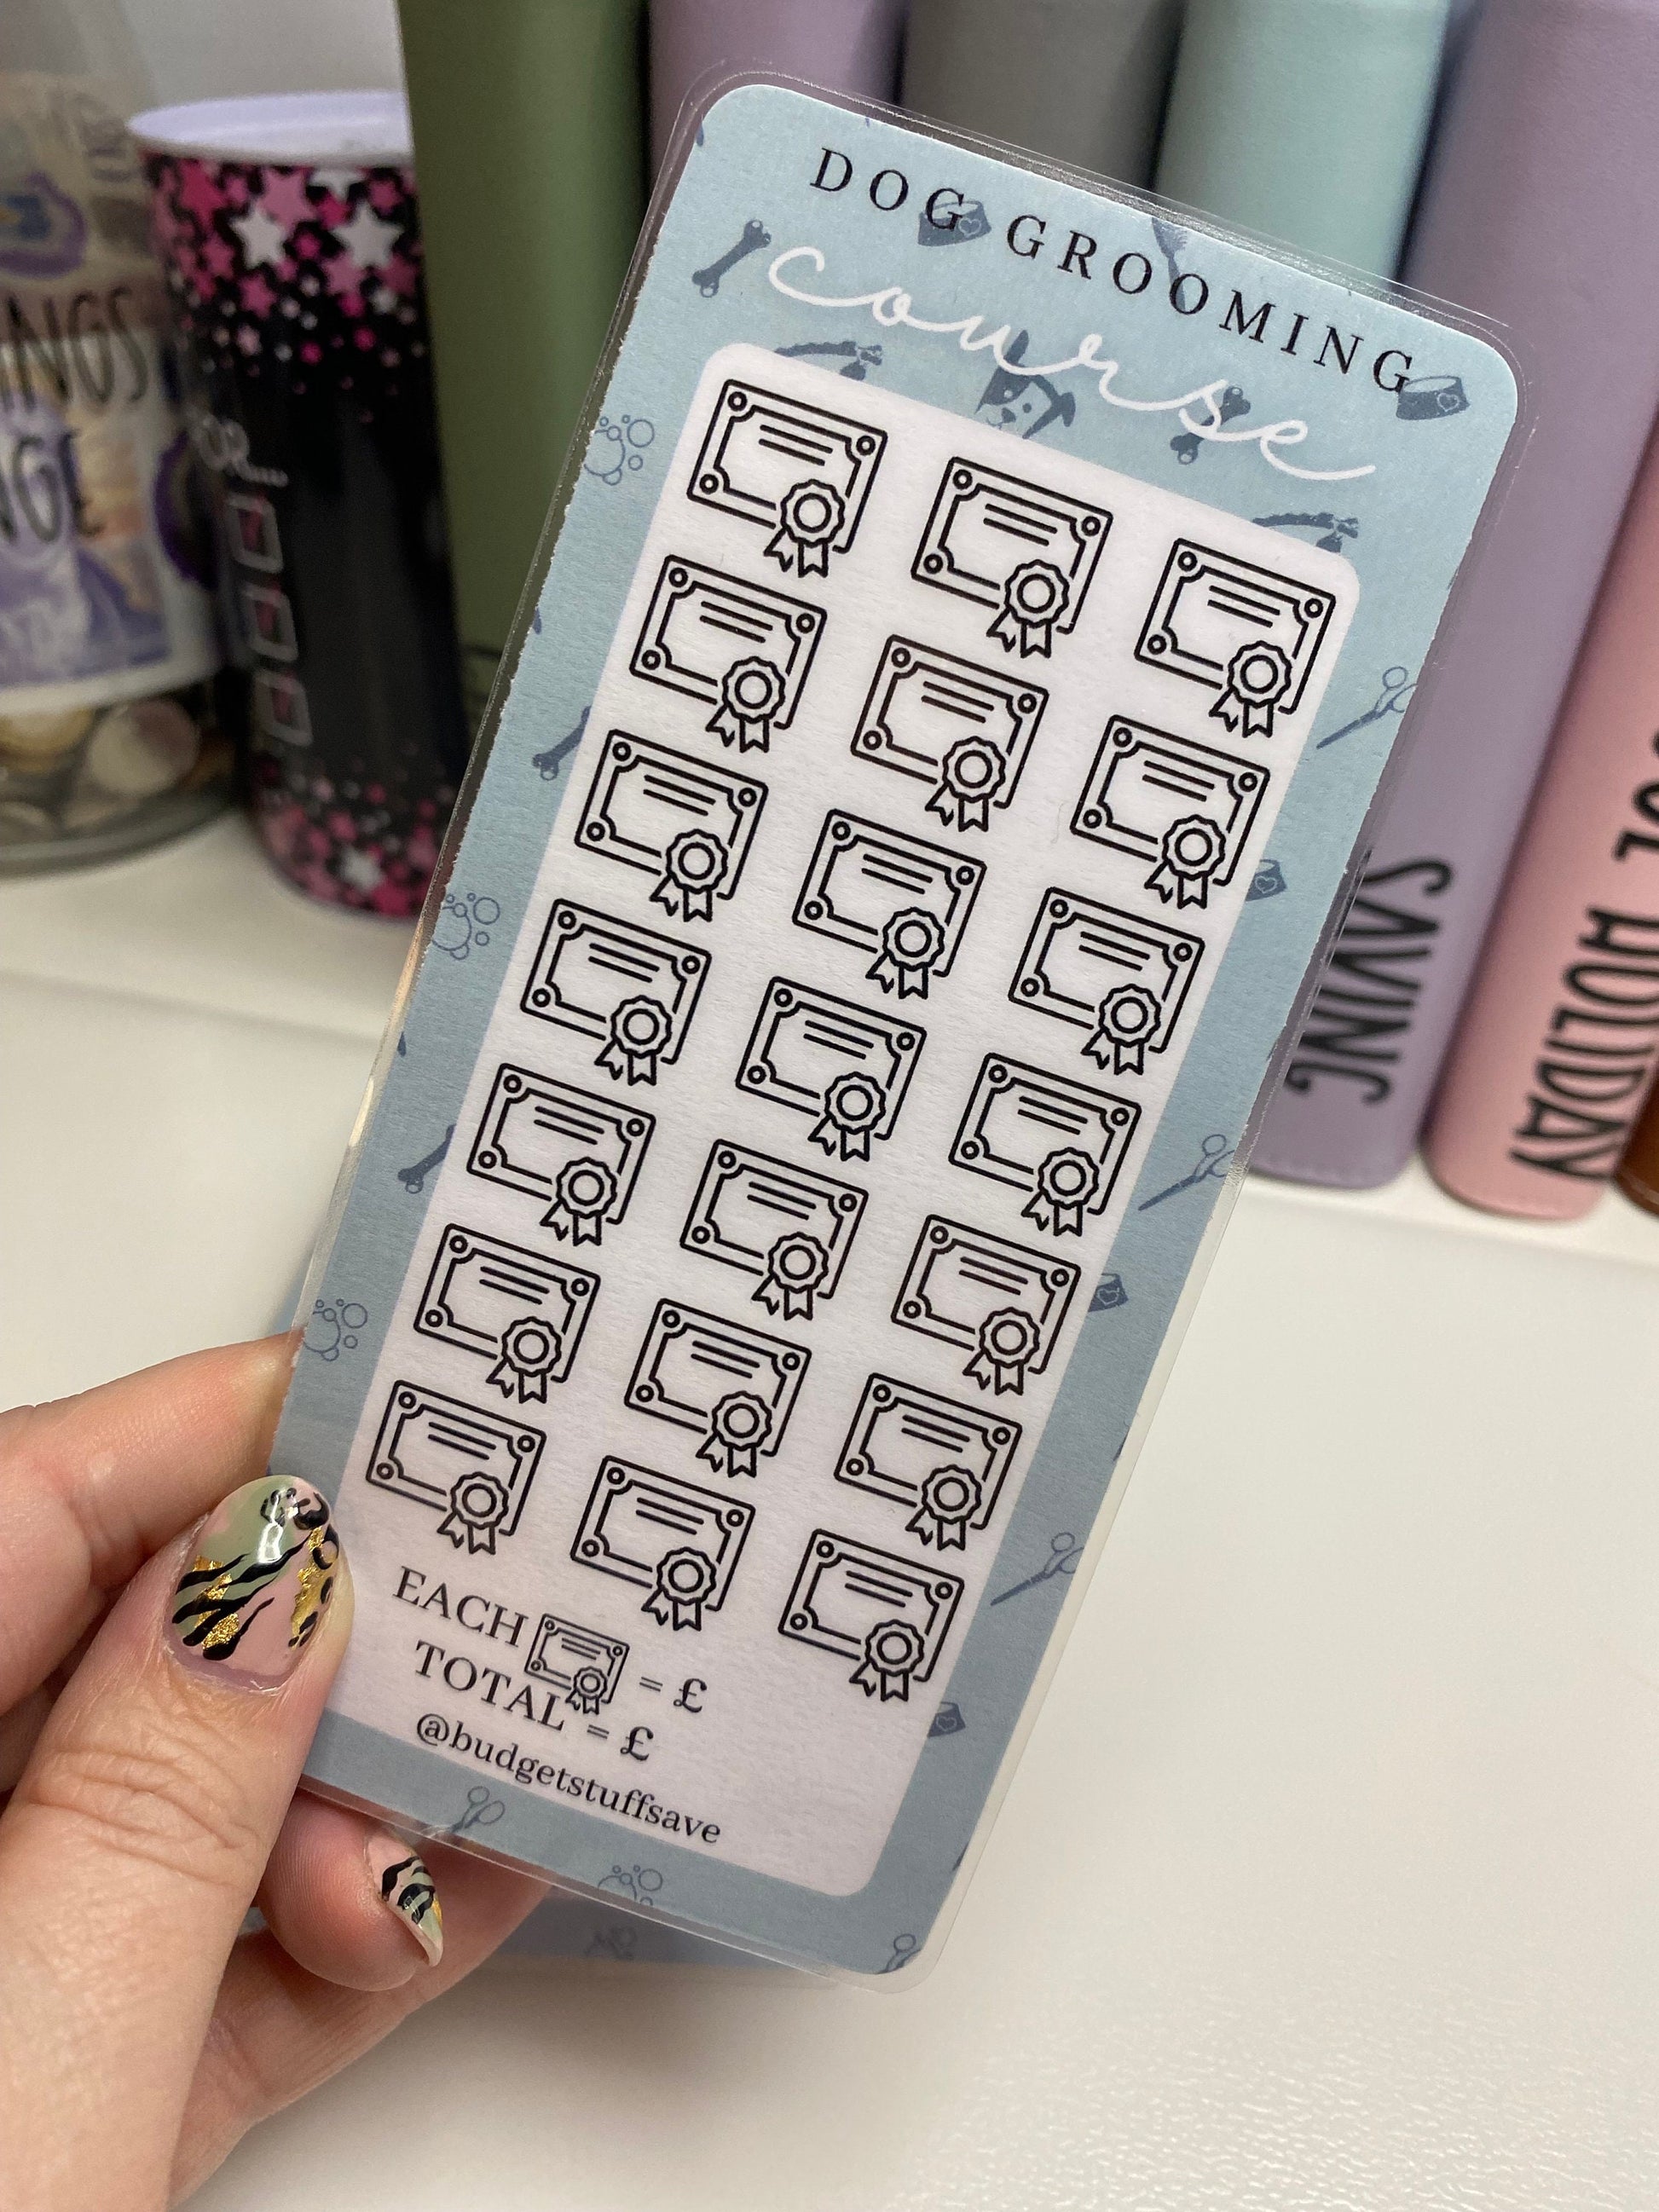 DOG GROOMING
course
EACH = £
TOTAL = £
@budgetstuffsave
SAVING
HOLIDAY